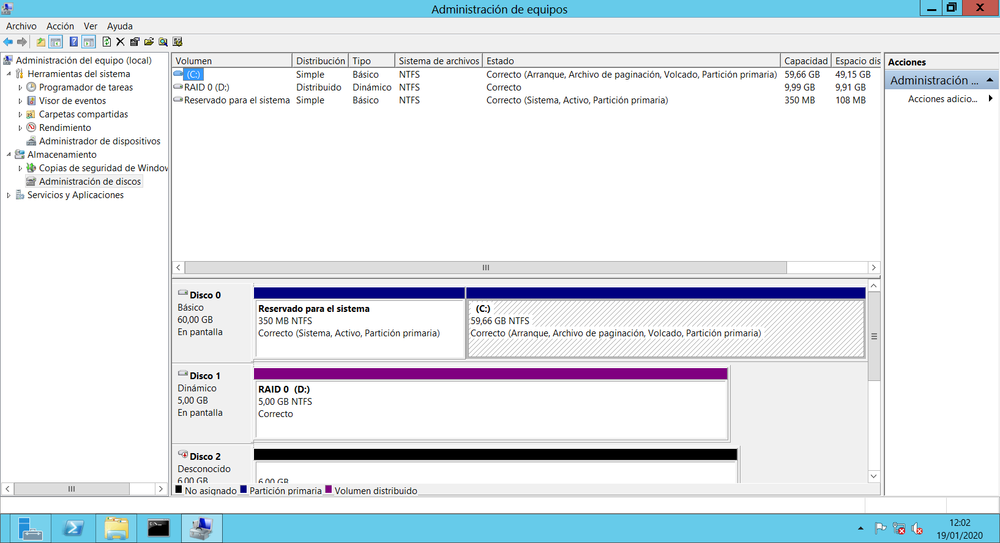 Administración de equipos
Archivo Acción Ver Ayuda
Administración del equipo (local)
Herramientas del sistema
Programador de tareas
Visor de eventos
Carpetas compartidas
Rendimiento
Administrador de dispositivos
Almacenamiento
Copias de seguridad de Window
Administración de discos
Servicios y Aplicaciones
Volumen Distribución Tipo Sistema de archivos Estado Capacidad Espacio dis
(C:) Simple Básico NTFS Correcto (Arranque, Archivo de paginación, Volcado, Partición primaria) 59,66 GB 49,15 GB
RAID 0 (D:) Distribuido Dinámico NTFS Correcto 9,99 GB 9,91 GB
Reservado para el sistema Simple Básico NTFS Correcto (Sistema, Activo, Partición primaria) 350 MB 108 MB
Disco 0
Básico
60,00 GB
En pantalla
Reservado para el sistema
350 MB NTFS
Correcto (Sistema, Activo, Partición primaria)
(C:)
59,66 GB NTFS
Correcto (Arranque, Archivo de paginación, Volcado, Partición primaria)
Disco 1
Dinámico
5,00 GB
En pantalla
RAID 0 (D:)
5,00 GB NTFS
Correcto
Disco 2
Desconocido
6,00 GB
6,00 GB
No asignado Partición primaria Volumen distribuido
Acciones
Administración ...
Acciones adicio...
12:02
19/01/2020